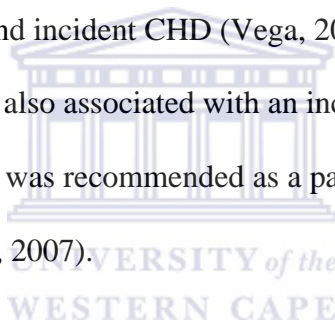 nd incident CHD (Vega, 20
also associated with an inc
was recommended as a pa
, 2007).
UNIVERSITY of the
WESTERN CAPE